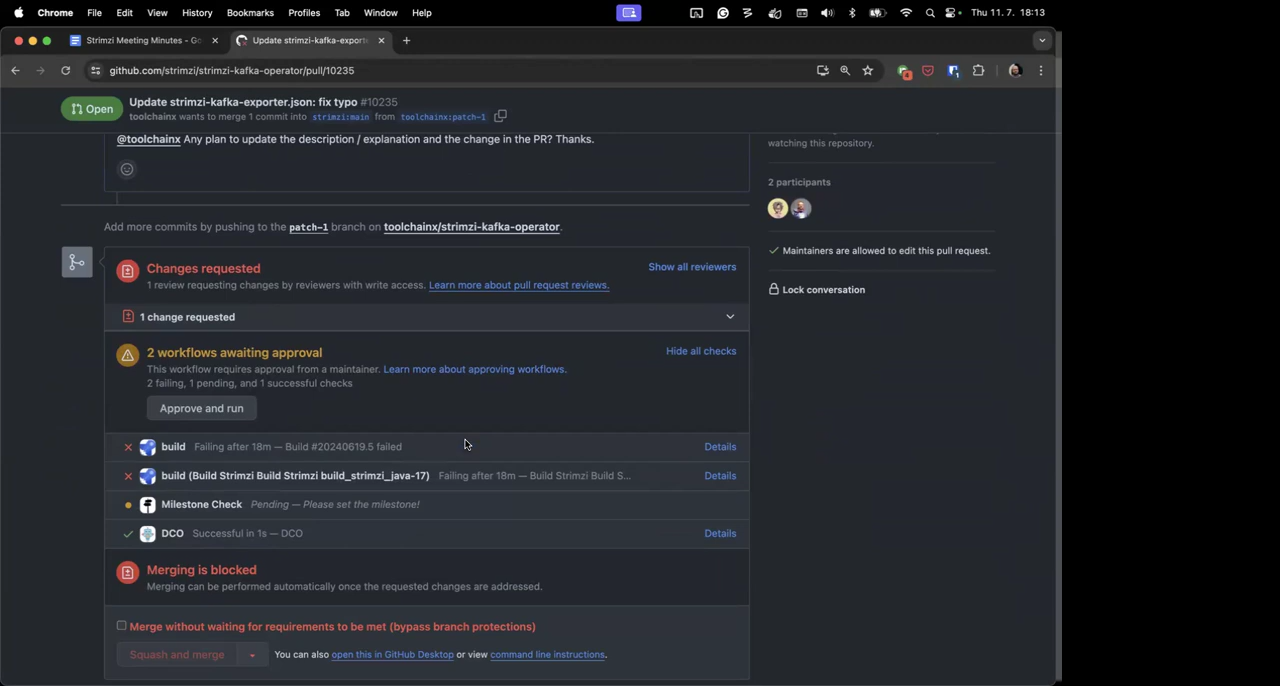 Chrome File Edit View History Bookmarks Profiles Tab Window Help Thu 11. 7. 18:13
Strimzi Meeting Minutes - Go Update strimzi-kafka-export
github.com/strimzi/strimzi-kafka-operator/pull/10235
Open Update strimzi-kafka-exporter.json: fix typo #10235
toolchainx wants to merge 1 commit into strimzi:main from toolchainx:patch-1
@toolchainx Any plan to update the description / explanation and the change in the PR? Thanks.
watching this repository.
2 participants
Maintainers are allowed to edit this pull request.
Lock conversation
Add more commits by pushing to the patch-1 branch on toolchainx/strimzi-kafka-operator.
Changes requested Show all reviewers
1 review requesting changes by reviewers with write access. Learn more about pull request reviews.
1 change requested
2 workflows awaiting approval Hide all checks
This workflow requires approval from a maintainer. Learn more about approving workflows.
2 failing, 1 pending, and 1 successful checks
Approve and run
build Failing after 18m — Build #20240619.5 failed Details
build (Build Strimzi Build Strimzi build_strimzi_java-17) Failing after 18m — Build Strimzi Build S... Details
Milestone Check Pending — Please set the milestone!
DCO Successful in 1s — DCO Details
Merging is blocked
Merging can be performed automatically once the requested changes are addressed.
Merge without waiting for requirements to be met (bypass branch protections)
Squash and merge You can also open this in GitHub Desktop or view command line instructions.